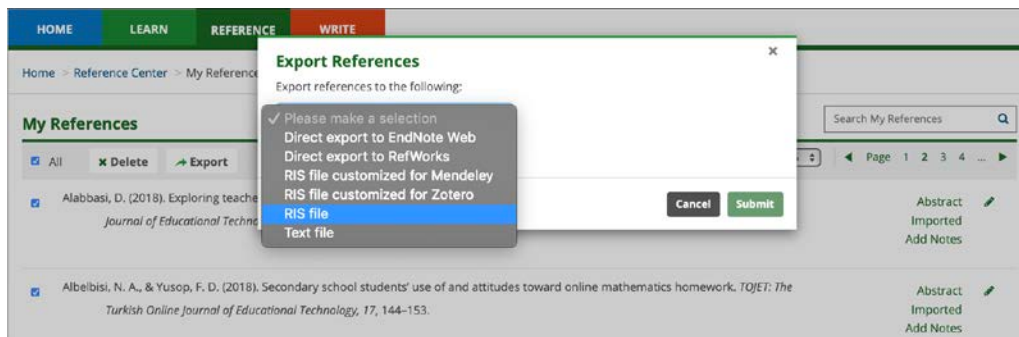 HOME LEARN REFERENCE WRITE
Home > Reference Center > My Reference
Export References
×
Export references to the following:
My References
Search My References
✓ Please make a selection
Direct export to EndNote Web
Direct export to RefWorks
RIS file customized for Mendeley
RIS file customized for Zotero
RIS file
Text file
All × Delete Export
Page 1 2 3 4 ...
Cancel Submit
Alabbasi, D. (2018). Exploring teache
Journal of Educational Techno
Abstract
Imported
Add Notes
Albelbisi, N. A., & Yusop, F. D. (2018). Secondary school students' use of and attitudes toward online mathematics homework. TOJET: The
Turkish Online Journal of Educational Technology, 17, 144–153.
Abstract
Imported
Add Notes